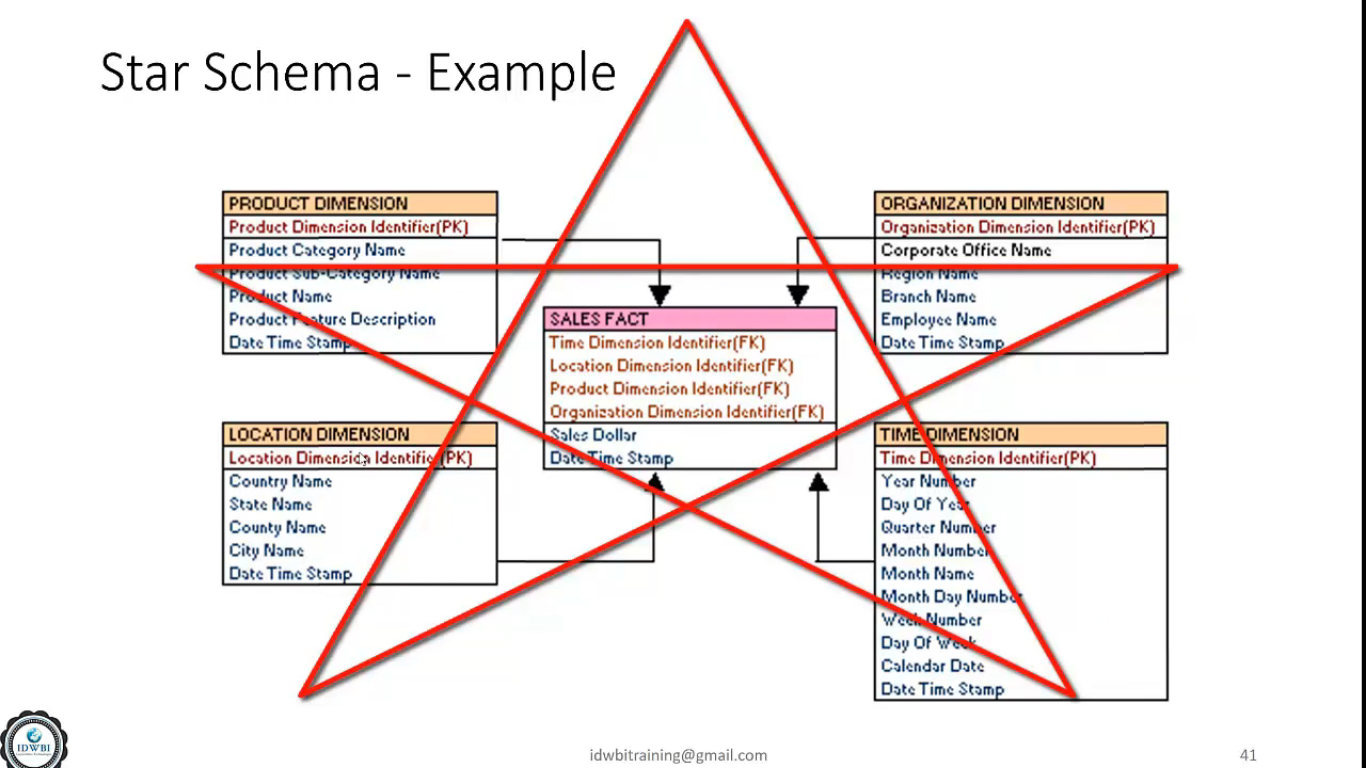 Star Schema - Example
PRODUCT DIMENSION
Product Dimension Identifier(PK)
Product Category Name
Product Sub-Category Name
Product Name
Product Feature Description
Date Time Stamp
ORGANIZATION DIMENSION
Organization Dimension Identifier(PK)
Corporate Office Name
Region Name
Branch Name
Employee Name
Date Time Stamp
SALES FACT
Time Dimension Identifier(FK)
Location Dimension Identifier(FK)
Product Dimension Identifier(FK)
Organization Dimension Identifier(FK)
Sales Dollar
Date Time Stamp
LOCATION DIMENSION
Location Dimension Identifier(PK)
Country Name
State Name
County Name
City Name
Date Time Stamp
TIME DIMENSION
Time Dimension Identifier(PK)
Year Number
Day Of Year
Quarter Number
Month Number
Month Name
Month Day Number
Week Number
Day Of Week
Calendar Date
Date Time Stamp
IDWBI
idwbitraining@gmail.com
41